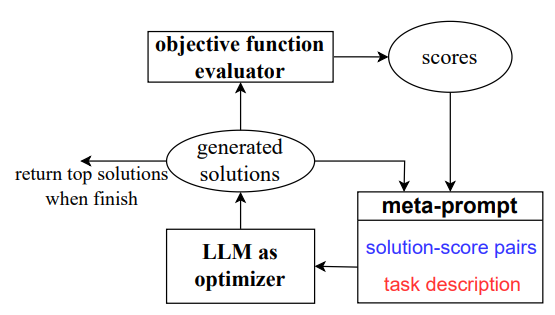 objective function
evaluator
scores
generated
solutions
return top solutions
when finish
meta-prompt
solution-score pairs
task description
LLM as
optimizer